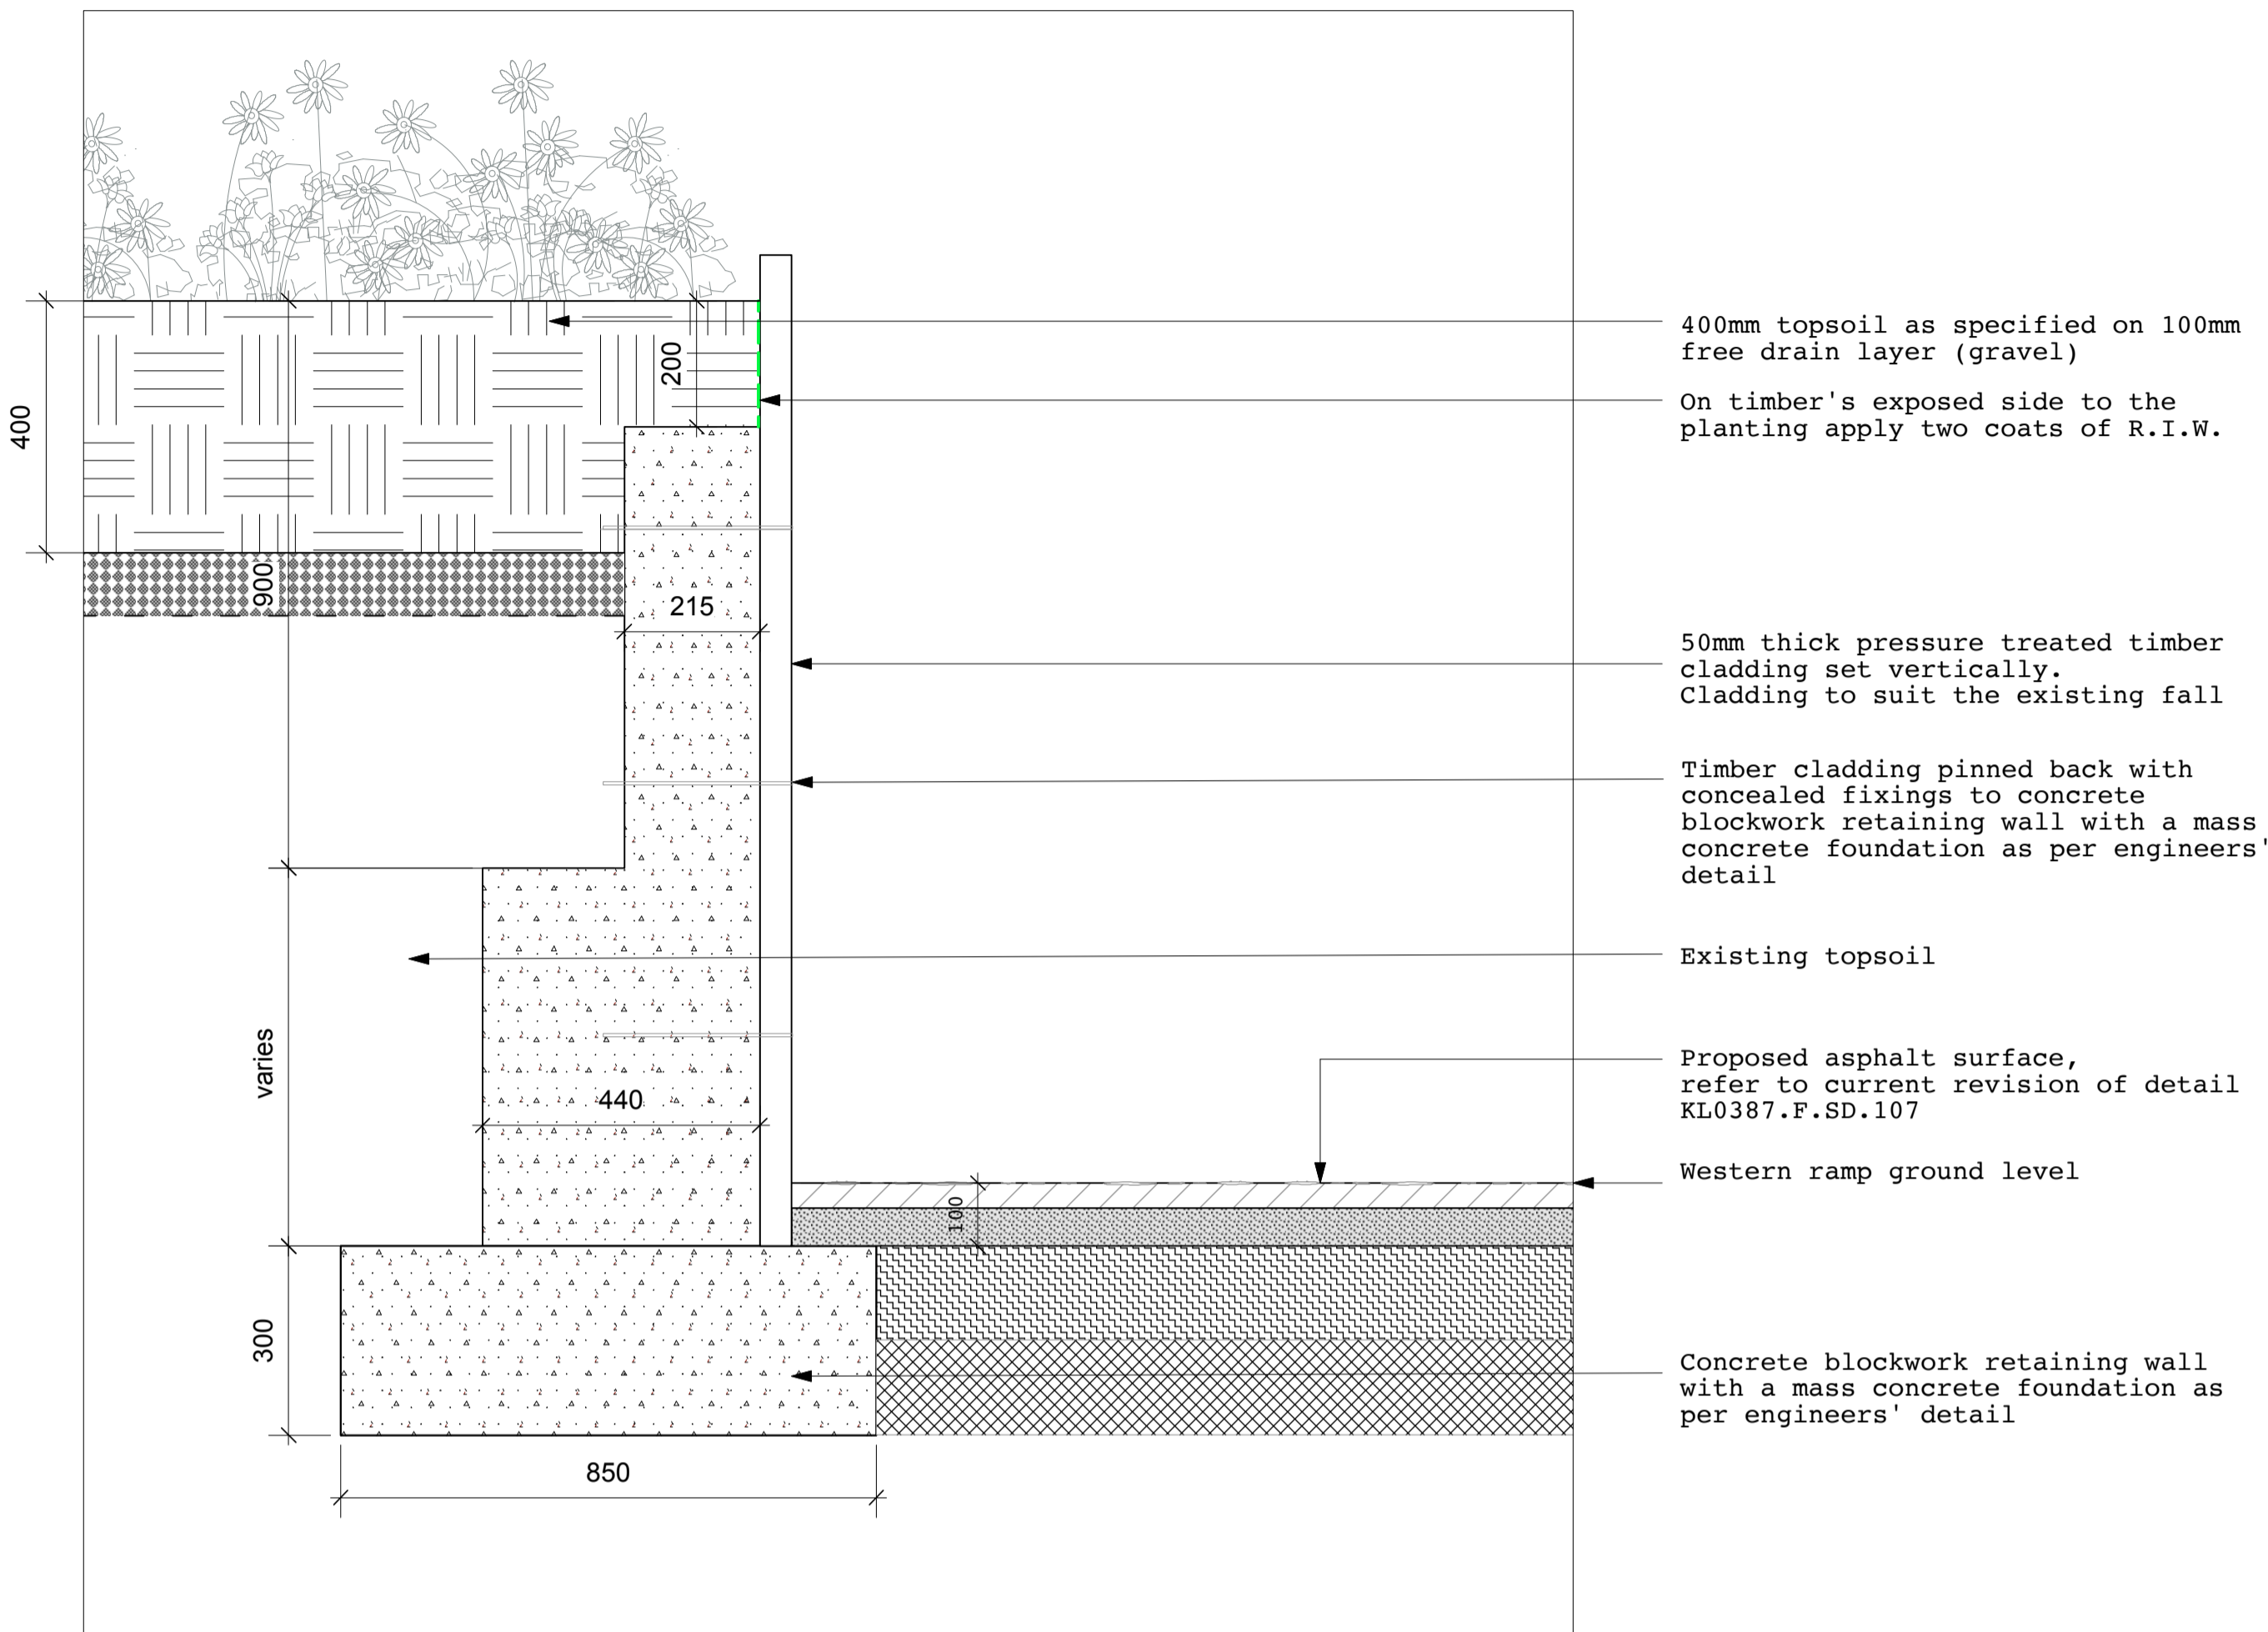 400mm topsoil as specified on 100mm
free drain layer (gravel)
On timber's exposed side to the
planting apply two coats of R.I.W.
200
400
900
215
50mm thick pressure treated timber
cladding set vertically.
Cladding to suit the existing fall
Timber cladding pinned back with
concealed fixings to concrete
blockwork retaining wall with a mass
concrete foundation as per engineers'
detail
Existing topsoil
varies
440
Proposed asphalt surface,
refer to current revision of detail
KL0387.F.SD.107
Western ramp ground level
100
300
Concrete blockwork retaining wall
with a mass concrete foundation as
per engineers' detail
850